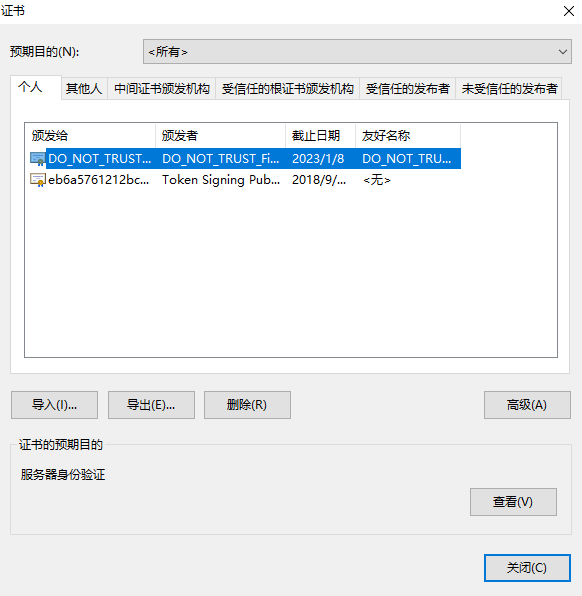 证书
预期目的(N):
<所有>
个人 其他人 中间证书颁发机构 受信任的根证书颁发机构 受信任的发布者 未受信任的发布者
颁发给 颁发者 截止日期 友好名称
DO_NOT_TRUST... DO_NOT_TRUST_Fi... 2023/1/8 DO_NOT_TRU...
eb6a5761212bc... Token Signing Pub... 2018/9/... <无>
导入(I)... 导出(E)... 删除(R) 高级(A)
证书的预期目的
服务器身份验证
查看(V)
关闭(C)